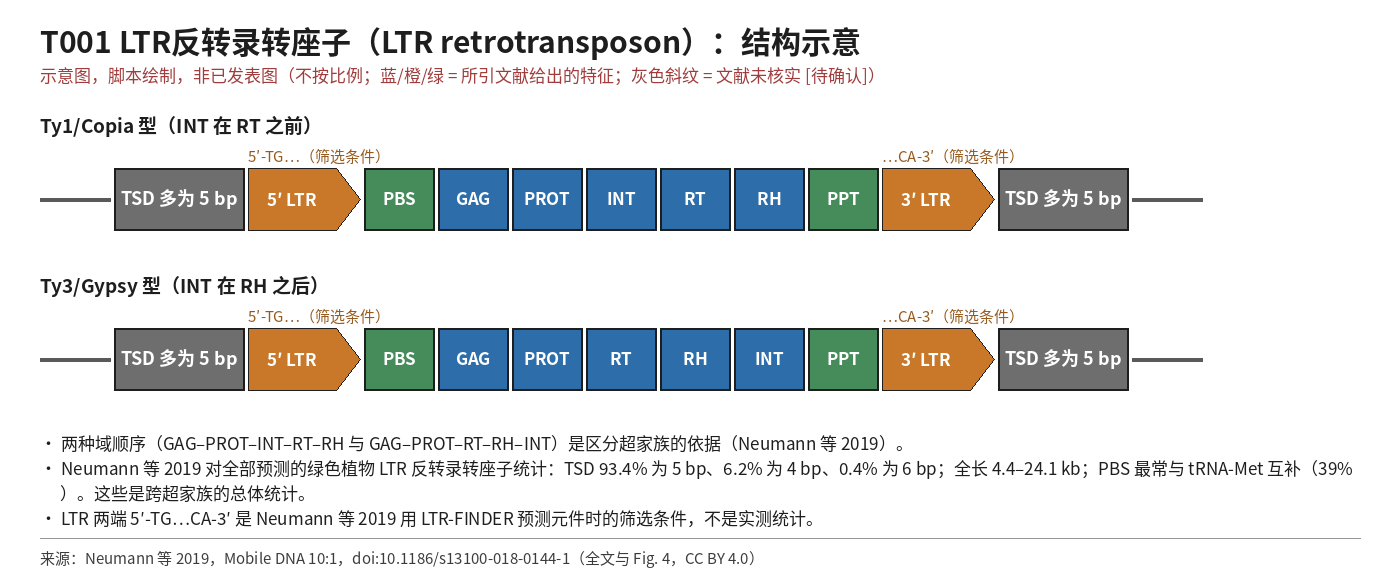 T001 LTR反转录转座子（LTR retrotransposon）：结构示意
示意图，脚本绘制，非已发表图（不按比例；蓝/橙/绿 = 所引文献给出的特征；灰色斜纹 = 文献未核实 [待确认]）
Ty1/Copia 型（INT 在 RT 之前）
5′-TG…（筛选条件） …CA-3′（筛选条件）
TSD 多为 5 bp 5′ LTR PBS GAG PROT INT RT RH PPT 3′ LTR TSD 多为 5 bp
Ty3/Gypsy 型（INT 在 RH 之后）
5′-TG…（筛选条件） …CA-3′（筛选条件）
TSD 多为 5 bp 5′ LTR PBS GAG PROT RT RH INT PPT 3′ LTR TSD 多为 5 bp
・ 两种域顺序（GAG–PROT–INT–RT–RH 与 GAG–PROT–RT–RH–INT）是区分超家族的依据（Neumann 等 2019）。
・ Neumann 等 2019 对全部预测的绿色植物 LTR 反转录转座子统计：TSD 93.4% 为 5 bp、6.2% 为 4 bp、0.4% 为 6 bp；全长 4.4–24.1 kb；PBS 最常与 tRNA-Met 互补（39%
）。这些是跨超家族的总体统计。
・ LTR 两端 5′-TG…CA-3′ 是 Neumann 等 2019 用 LTR-FINDER 预测元件时的筛选条件，不是实测统计。
来源：Neumann 等 2019，Mobile DNA 10:1，doi:10.1186/s13100-018-0144-1（全文与 Fig. 4，CC BY 4.0）